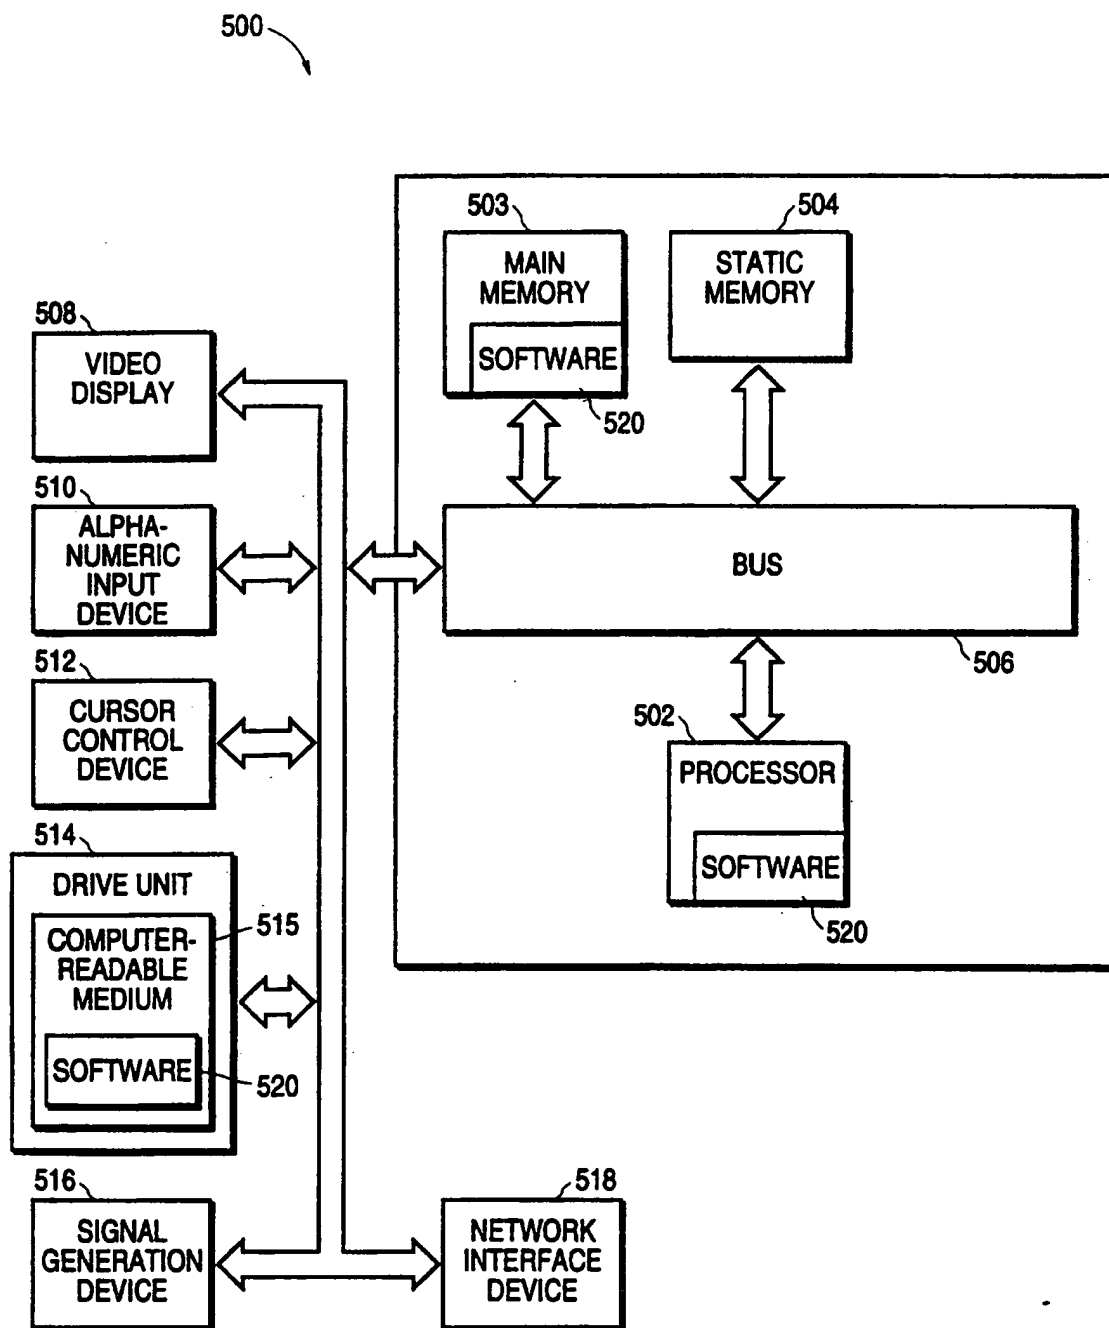 500
503
MAIN
MEMORY
SOFTWARE
520
504
STATIC
MEMORY
508
VIDEO
DISPLAY
510
ALPHA-
NUMERIC
INPUT
DEVICE
BUS
506
512
CURSOR
CONTROL
DEVICE
502
PROCESSOR
SOFTWARE
520
514
DRIVE UNIT
COMPUTER-
READABLE
MEDIUM
515
SOFTWARE
520
516
SIGNAL
GENERATION
DEVICE
518
NETWORK
INTERFACE
DEVICE